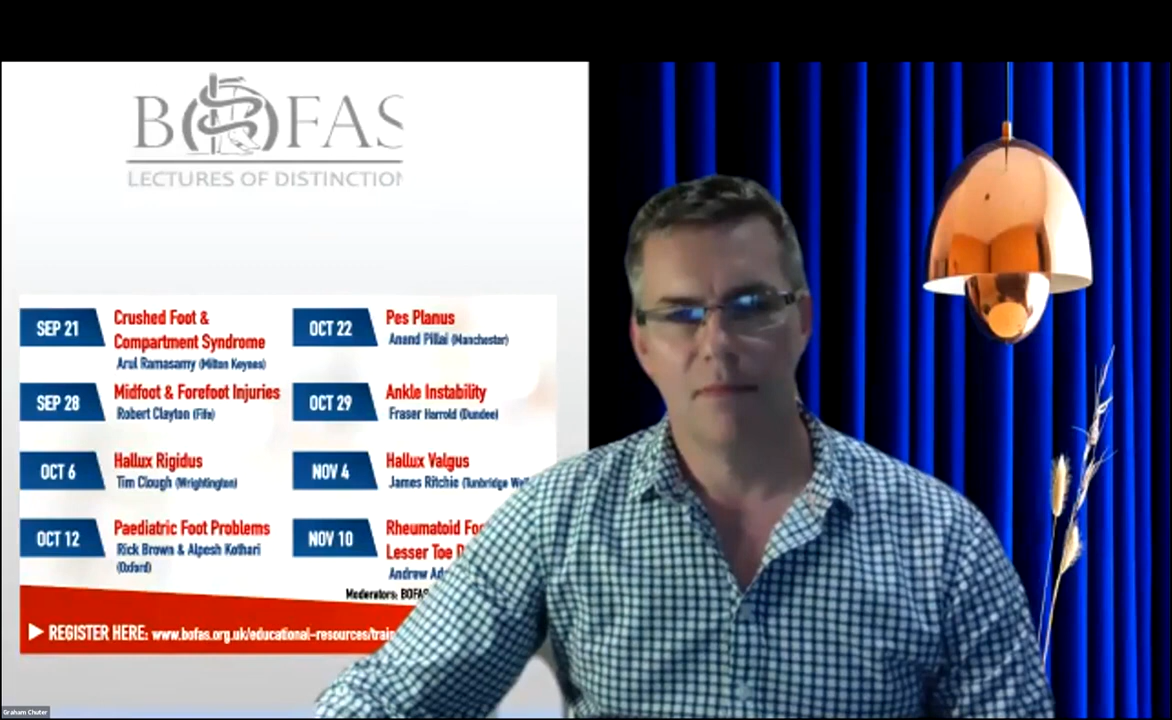 BOFAS
LECTURES OF DISTINCTION
SEP 21
Crushed Foot &
Compartment Syndrome
Arul Ramasamy (Milton Keynes)
OCT 22
Pes Planus
Anand Pillai (Manchester)
SEP 28
Midfoot & Forefoot Injuries
Robert Clayton (Fife)
OCT 29
Ankle Instability
Fraser Harrold (Dundee)
OCT 6
Hallux Rigidus
Tim Clough (Wrightington)
NOV 4
Hallux Valgus
James Ritchie (Tunbridge Wel
OCT 12
Paediatric Foot Problems
Rick Brown & Alpesh Kothari
(Oxford)
NOV 10
Rheumatoid Foo
Lesser Toe D
Andrew Ad
Moderators: BOFAS
REGISTER HERE: www.bofas.org.uk/educational-resources/train
Graham Chuter